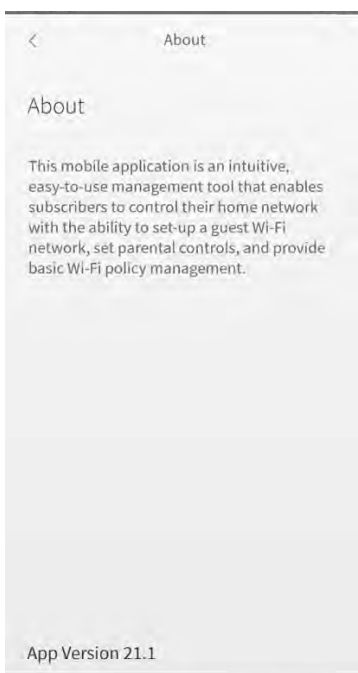 About
About
This mobile application is an intuitive,
easy-to-use management tool that enables
subscribers to control their home network
with the ability to set-up a guest Wi-Fi
network, set parental controls, and provide
basic Wi-Fi policy management.
App Version 21.1